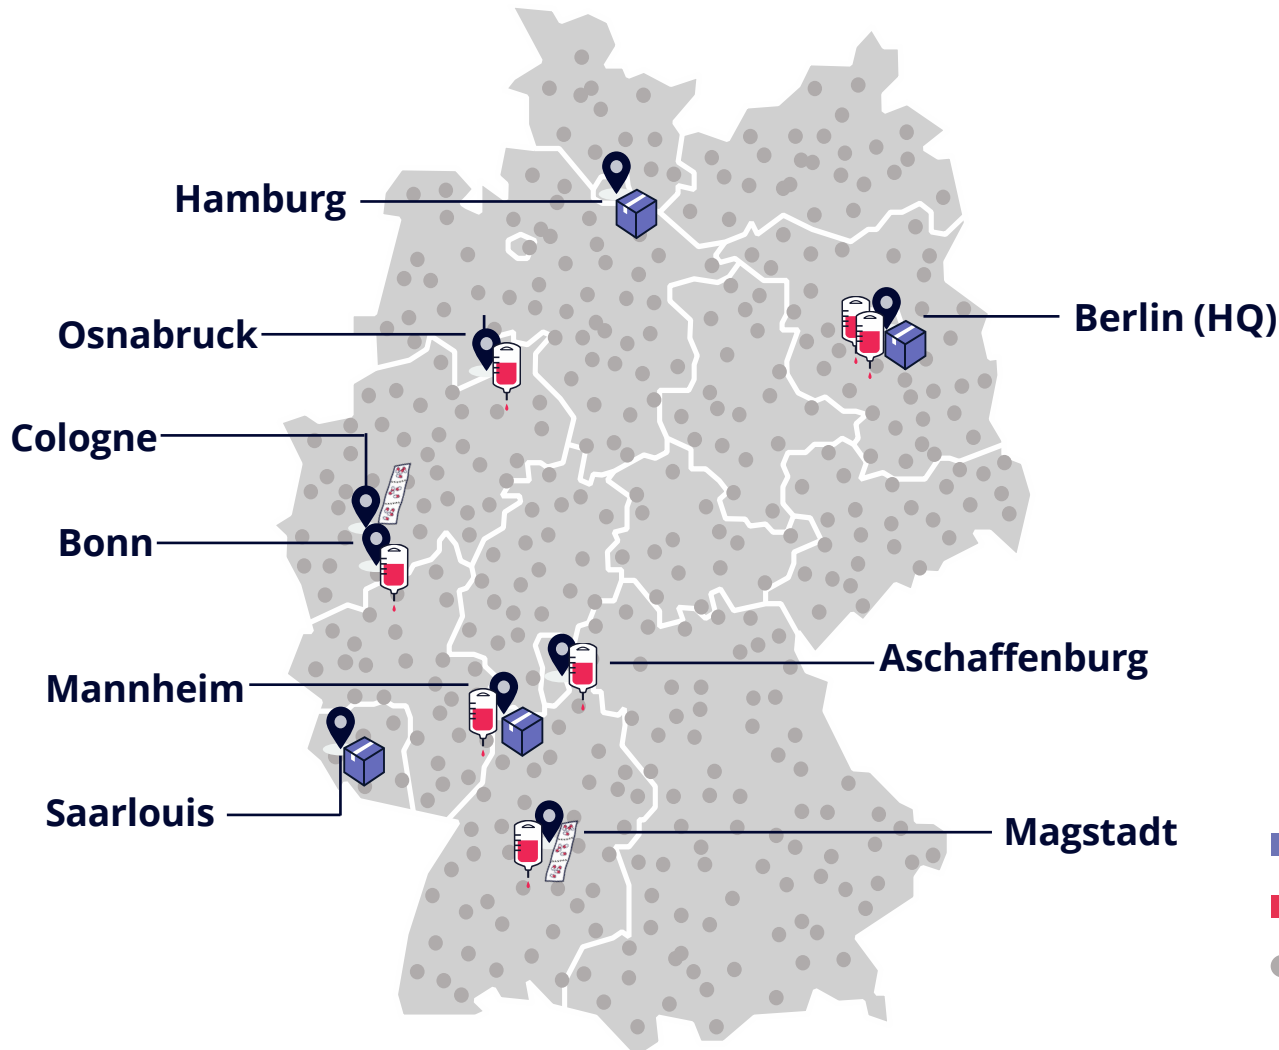 Hamburg
Berlin (HQ)
Osnabruck
Cologne
Bonn
Aschaffenburg
Mannheim
Saarlouis
Magstadt